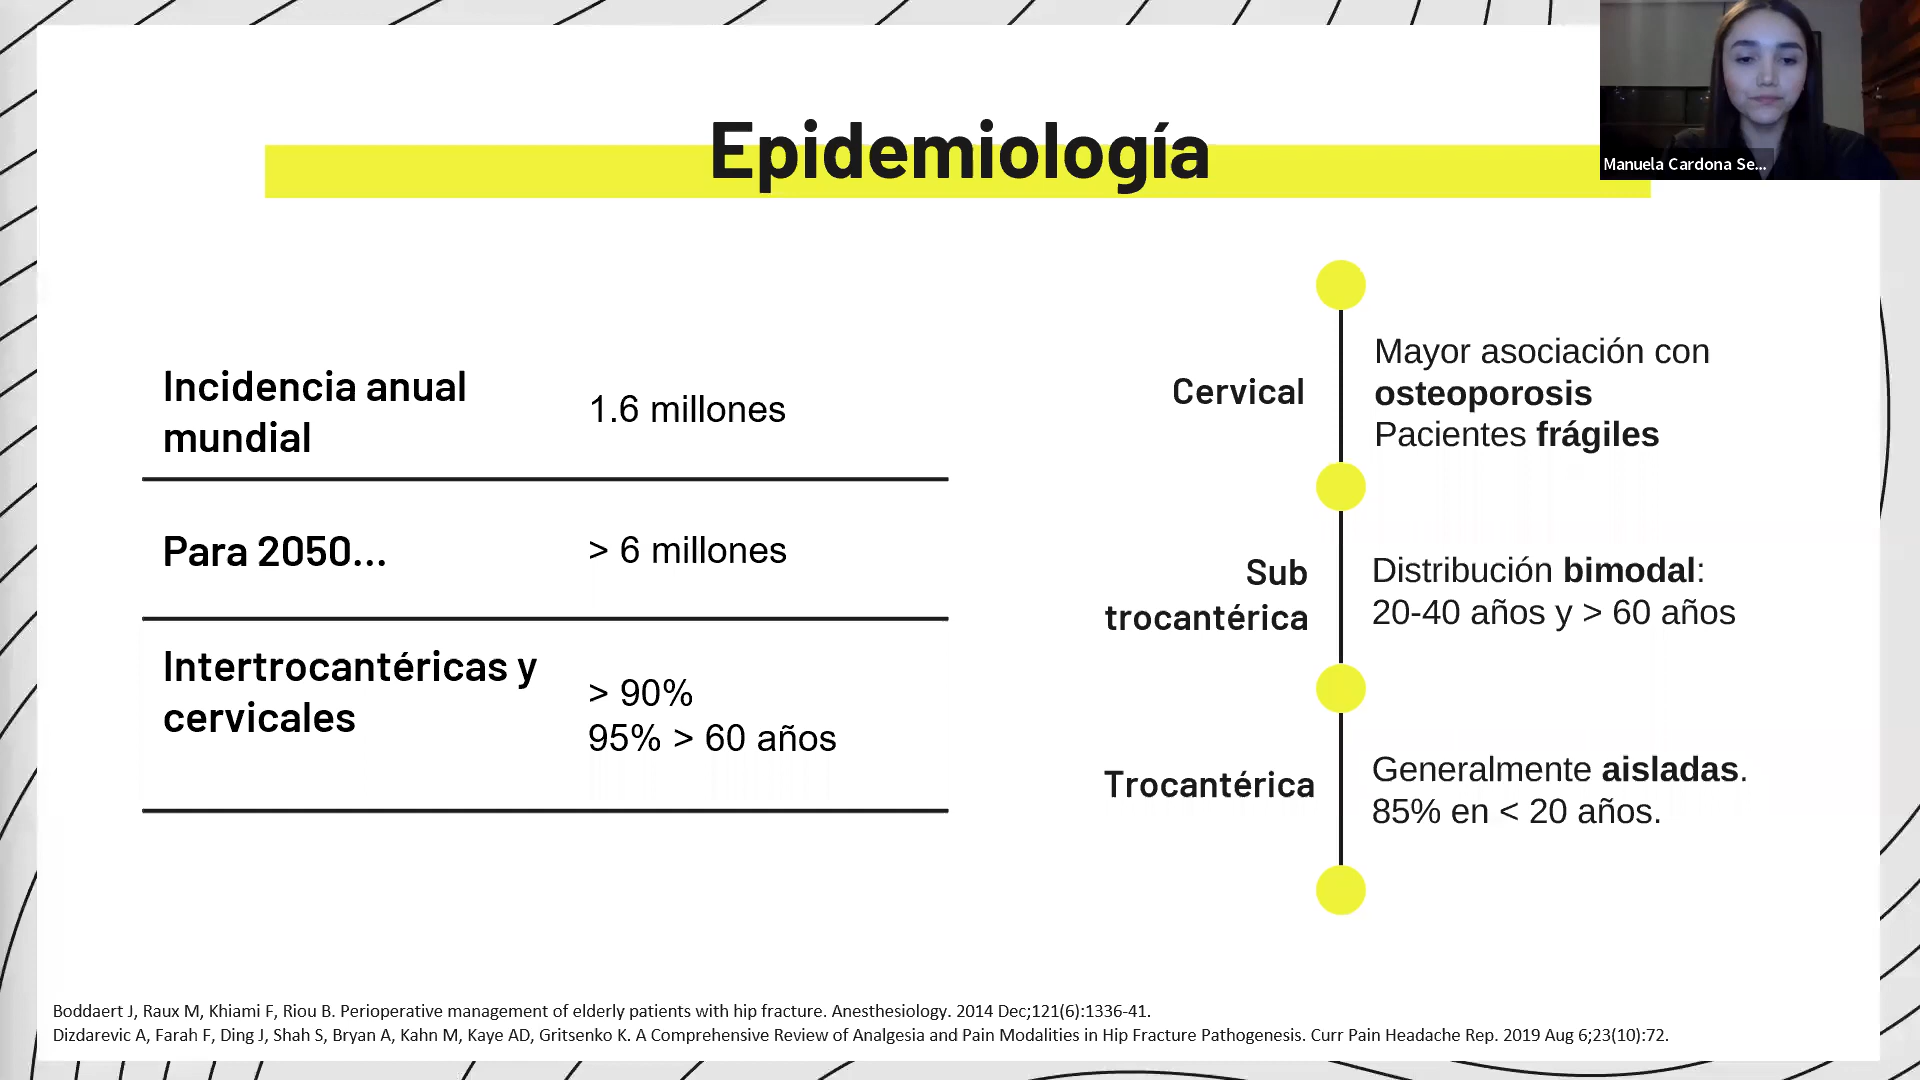 Epidemiología
Manuela Cardona Se...
Incidencia anual
mundial
1.6 millones
Para 2050...
> 6 millones
Intertrocantéricas y
cervicales
> 90%
95% > 60 años
Cervical
Mayor asociación con
osteoporosis
Pacientes frágiles
Sub
trocantérica
Distribución bimodal:
20-40 años y > 60 años
Trocantérica
Generalmente aisladas.
85% en < 20 años.
Boddaert J, Raux M, Khiami F, Riou B. Perioperative management of elderly patients with hip fracture. Anesthesiology. 2014 Dec;121(6):1336-41.
Dizdarevic A, Farah F, Ding J, Shah S, Bryan A, Kahn M, Kaye AD, Gritsenko K. A Comprehensive Review of Analgesia and Pain Modalities in Hip Fracture Pathogenesis. Curr Pain Headache Rep. 2019 Aug 6;23(10):72.